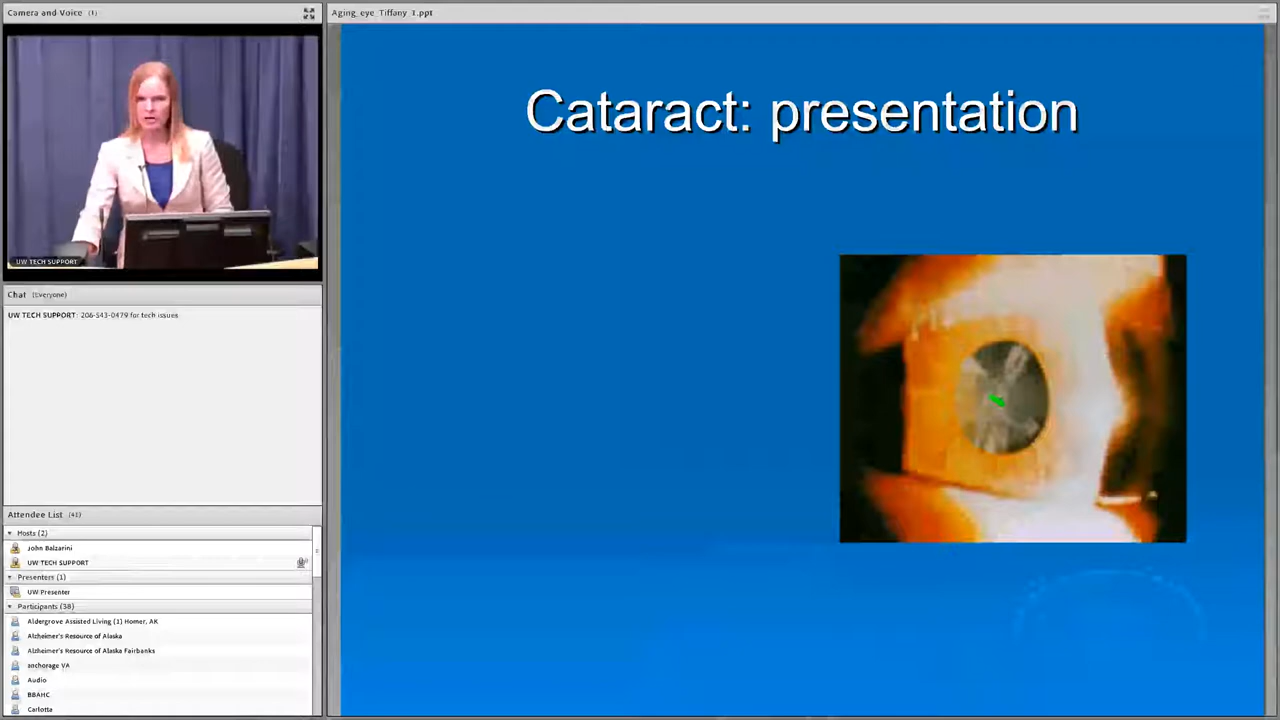 Camera and Voice (1)
UW TECH SUPPORT
Chat (Everyone)
UW TECH SUPPORT: 206-543-0479 for tech issues
Attendee List (41)
Hosts (2)
John Balzarini
UW TECH SUPPORT
Presenters (1)
UW Presenter
Participants (38)
Aldergrove Assisted Living (1) Homer, AK
Alzheimer's Resource of Alaska
Alzheimer's Resource of Alaska Fairbanks
anchorage VA
Audio
BBAHC
Carlotta
Aging_eye_Tiffany_1.ppt
Cataract: presentation